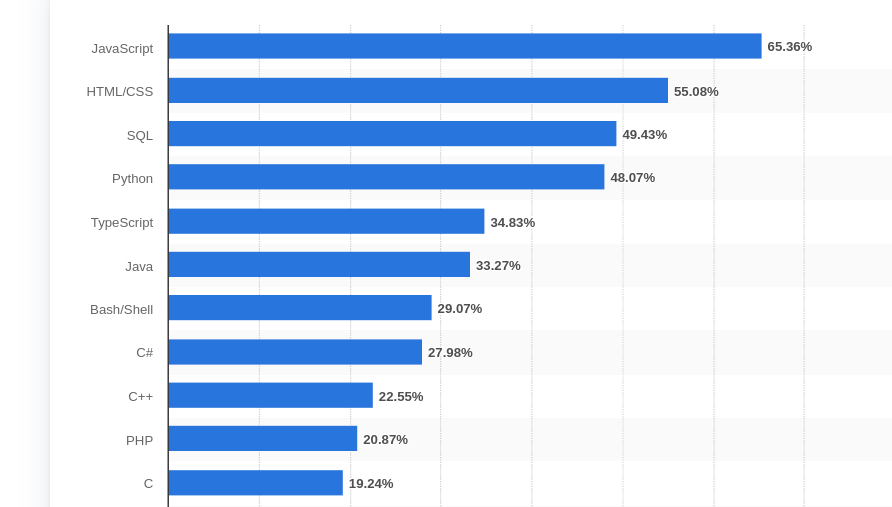 JavaScript 65.36%
HTML/CSS 55.08%
SQL 49.43%
Python 48.07%
TypeScript 34.83%
Java 33.27%
Bash/Shell 29.07%
C# 27.98%
C++ 22.55%
PHP 20.87%
C 19.24%